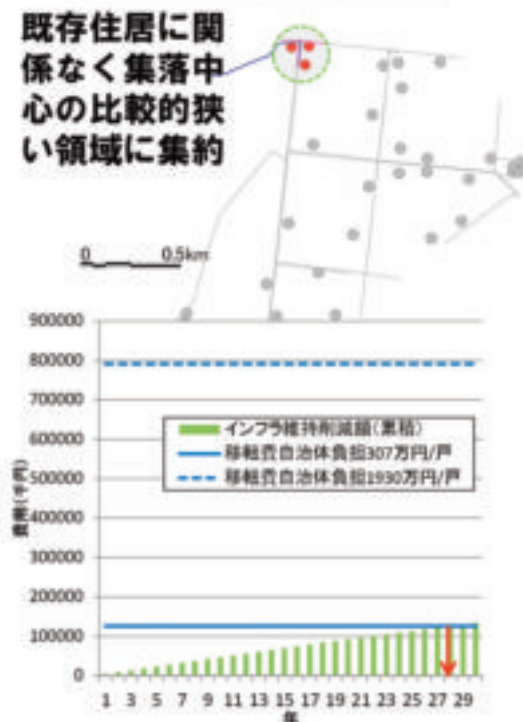 既存住居に関
係なく集落中
心の比較的狭
い領域に集約
0 0.5km
900000
800000
700000
600000
500000
400000
300000
200000
100000
0
費用(千円)
インフラ維持削減額(累積)
移転費自治体負担307万円/戸
移転費自治体負担1930万円/戸
1 3 5 7 9 11 13 15 17 19 21 23 25 27 29
年